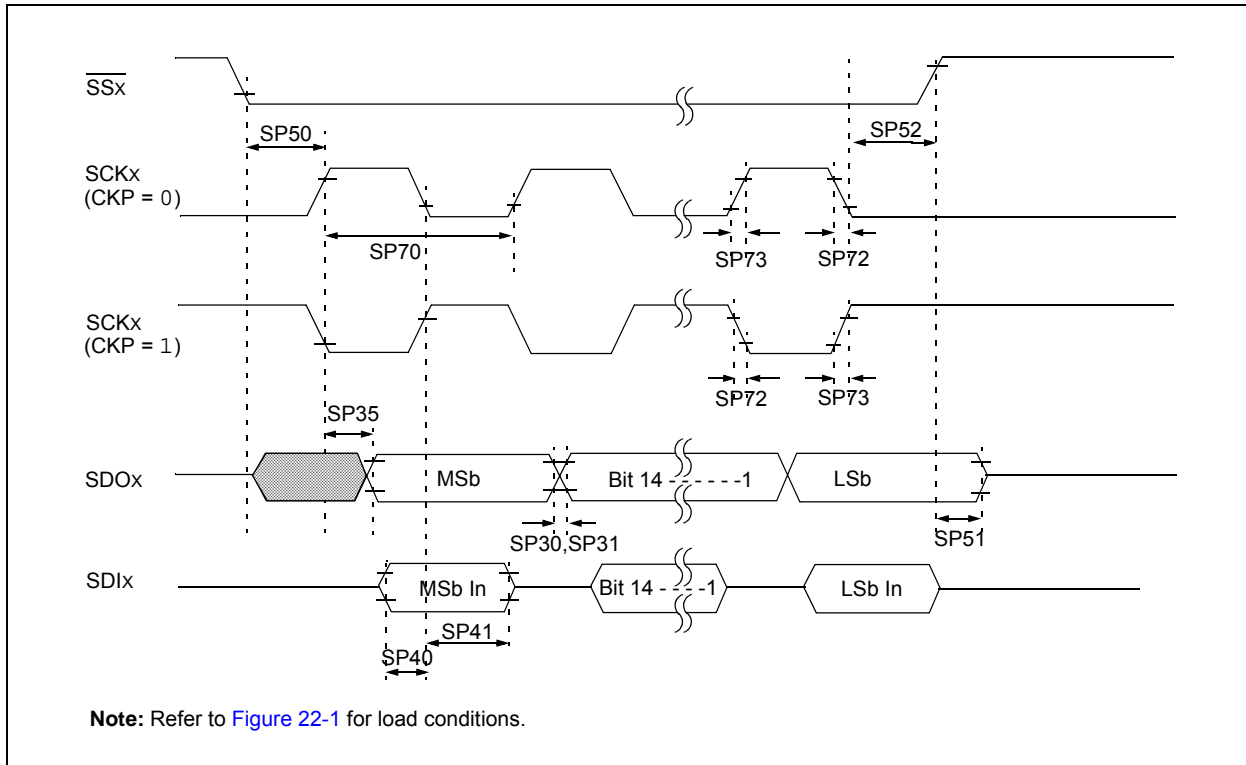 SSx
SP50
SP52
SCKx
(CKP = 0)
SP70
SP73
SP72
SCKx
(CKP = 1)
SP72
SP73
SP35
SDOx
MSb
Bit 14 - - - - - -1
LSb
SP30,SP31
SP51
SDIx
MSb In
Bit 14 - - - -1
LSb In
SP41
SP40
Note: Refer to Figure 22-1 for load conditions.